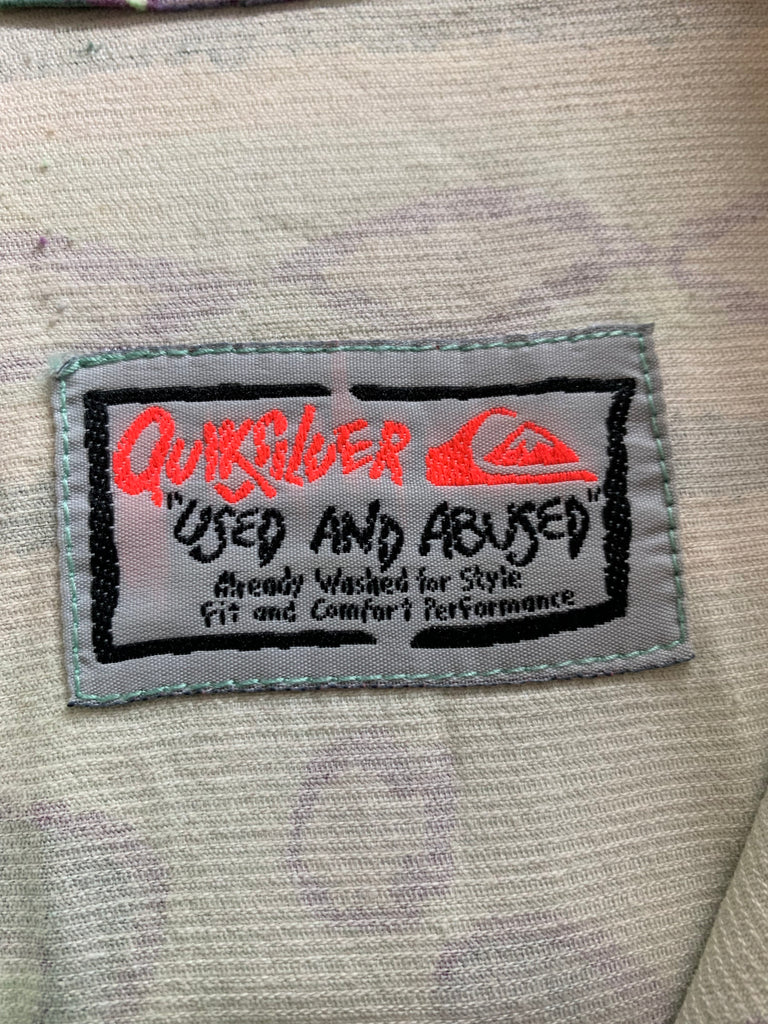 QUIKSILVER
"USED AND ABUSED"
Already Washed for Style
Fit and Comfort Performance